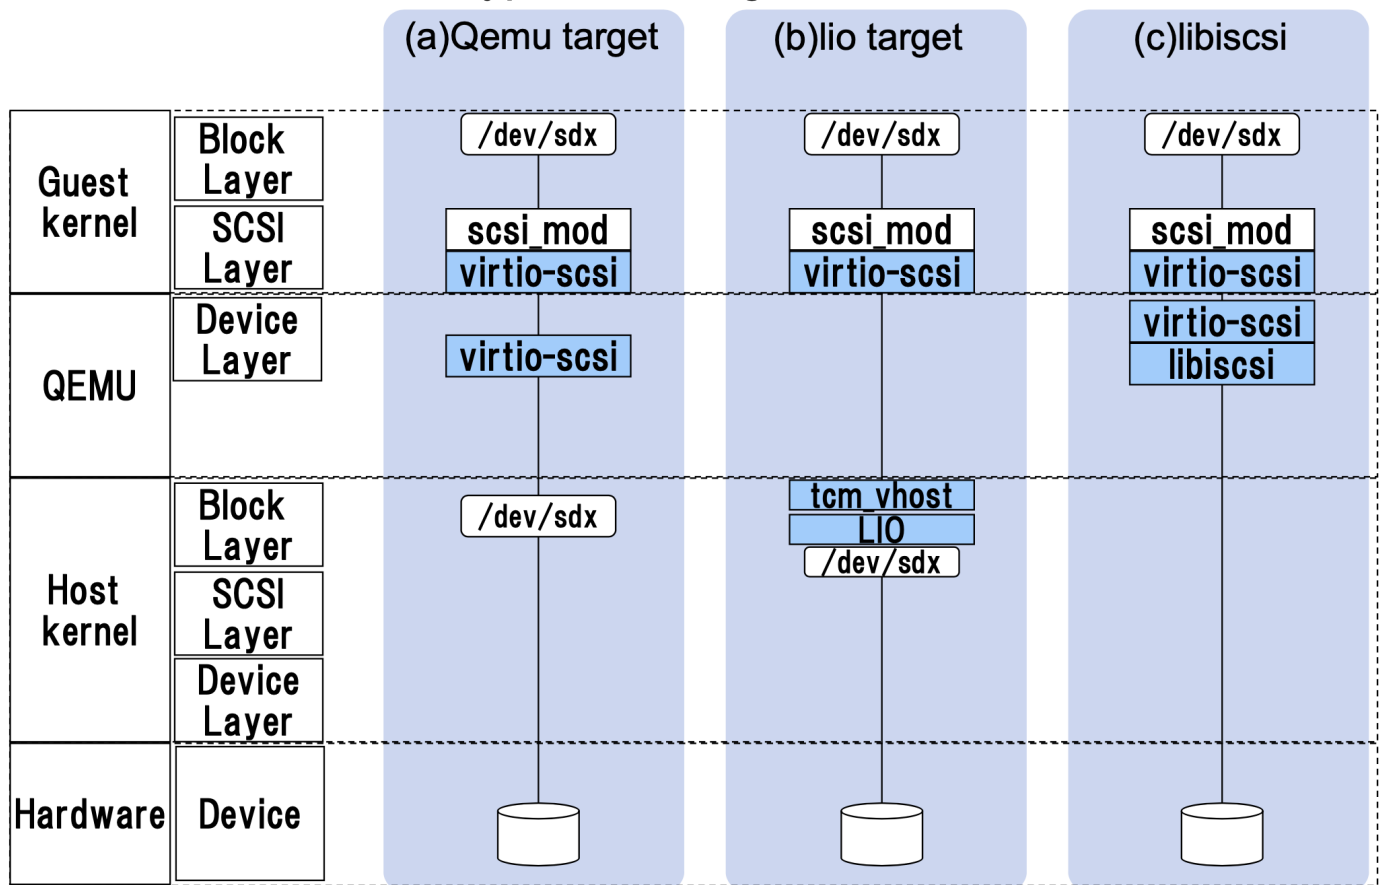 (a)Qemu target
(b)lio target
(c)libiscsi
Guest
kernel
Block
Layer
SCSI
Layer
/dev/sdx
scsi_mod
virtio-scsi
/dev/sdx
scsi_mod
virtio-scsi
/dev/sdx
scsi_mod
virtio-scsi
QEMU
Device
Layer
virtio-scsi
virtio-scsi
libiscsi
Host
kernel
Block
Layer
SCSI
Layer
Device
Layer
/dev/sdx
tcm_vhost
LIO
/dev/sdx
Hardware
Device